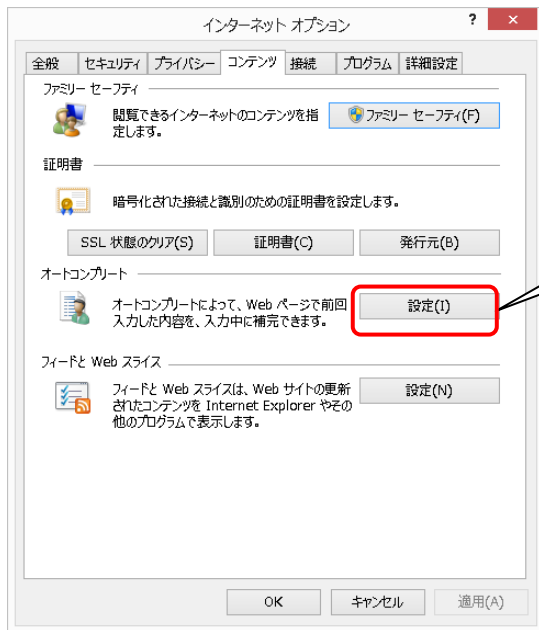 インターネット オプション
?
×
全般 セキュリティ プライバシー コンテンツ 接続 プログラム 詳細設定
ファミリー セーフティ
閲覧できるインターネットのコンテンツを指
定します。
ファミリー セーフティ(F)
証明書
暗号化された接続と識別のための証明書を設定します。
SSL 状態のクリア(S) 証明書(C) 発行元(B)
オートコンプリート
オートコンプリートによって、Web ページで前回
入力した内容を、入力中に補完できます。
設定(I)
フィードと Web スライス
フィードと Web スライスは、Web サイトの更新
されたコンテンツを Internet Explorer やその
他のプログラムで表示します。
設定(N)
OK キャンセル 適用(A)